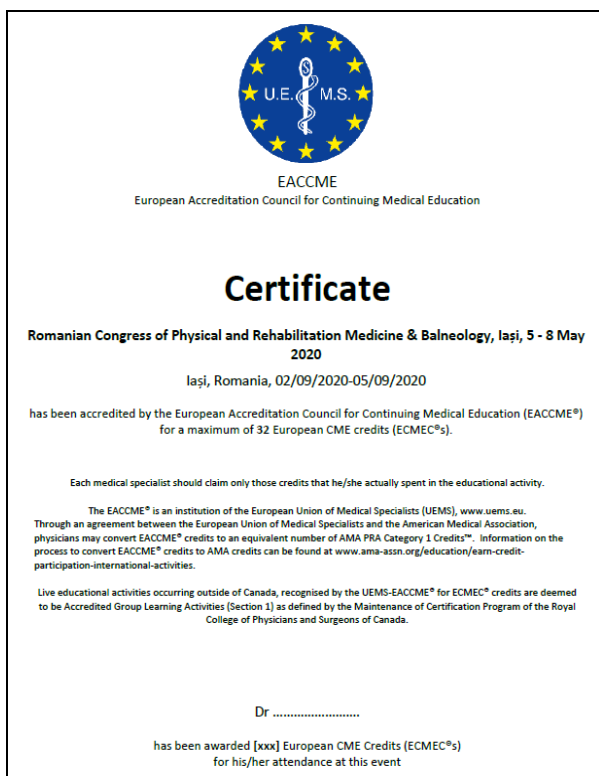 U.E. S M.S.
EACCME
European Accreditation Council for Continuing Medical Education
Certificate
Romanian Congress of Physical and Rehabilitation Medicine & Balneology, Iași, 5 - 8 May
2020
Iași, Romania, 02/09/2020-05/09/2020
has been accredited by the European Accreditation Council for Continuing Medical Education (EACCME®)
for a maximum of 32 European CME credits (ECMEC®s).
Each medical specialist should claim only those credits that he/she actually spent in the educational activity.
The EACCME® is an institution of the European Union of Medical Specialists (UEMS), www.uems.eu.
Through an agreement between the European Union of Medical Specialists and the American Medical Association,
physicians may convert EACCME® credits to an equivalent number of AMA PRA Category 1 Credits™. Information on the
process to convert EACCME® credits to AMA credits can be found at www.ama-assn.org/education/earn-credit-
participation-international-activities.
Live educational activities occurring outside of Canada, recognised by the UEMS-EACCME® for ECMEC® credits are deemed
to be Accredited Group Learning Activities (Section 1) as defined by the Maintenance of Certification Program of the Royal
College of Physicians and Surgeons of Canada.
Dr ........................
has been awarded [xxx] European CME Credits (ECMEC®s)
for his/her attendance at this event